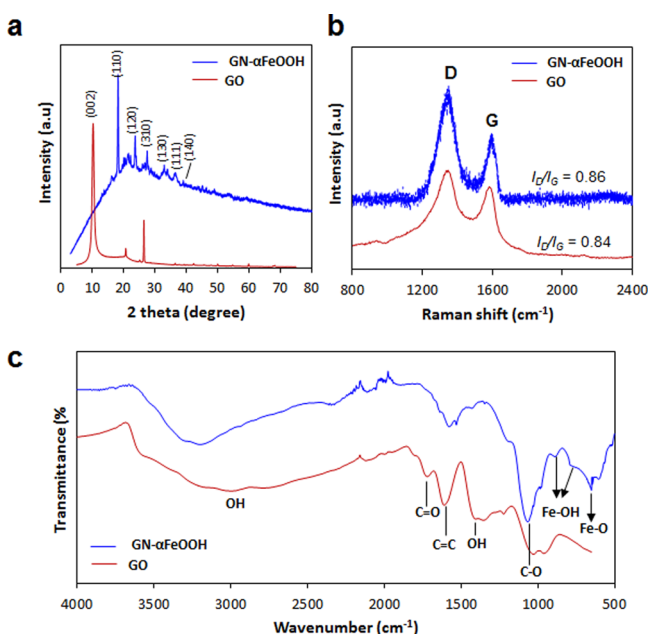 a
Intensity (a.u)
GN-αFeOOH
GO
(002)
(110)
(120)
(310)
(130)
(111)
(140)
0 10 20 30 40 50 60 70 80
2 theta (degree)
b
Intensity (a.u)
GN-αFeOOH
GO
D
G
ID/IG = 0.86
ID/IG = 0.84
800 1200 1600 2000 2400
Raman shift (cm-1)
c
Transmittance (%
OH
C=O
C=C
OH
C-O
Fe-OH
Fe-O
GN-αFeOOH
GO
4000 3500 3000 2500 2000 1500 1000 500
Wavenumber (cm-1)